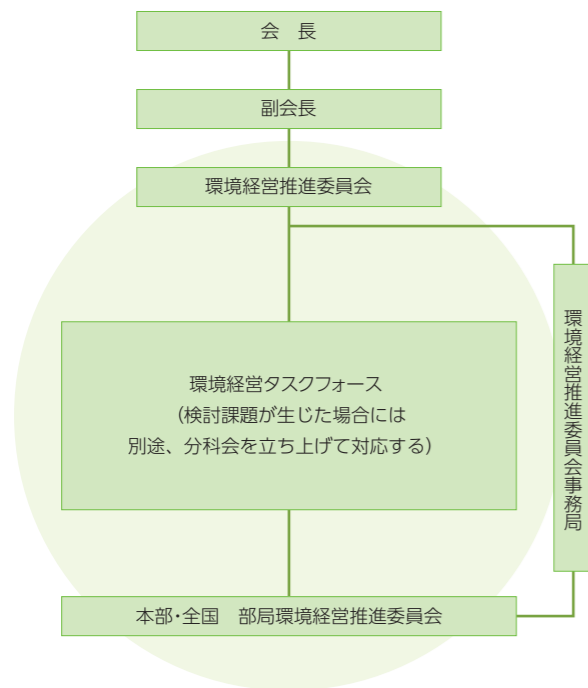 会　長
副会長
環境経営推進委員会
環境経営タスクフォース
（検討課題が生じた場合には
別途、分科会を立ち上げて対応する）
環境経営推進委員会事務局
本部・全国　部局環境経営推進委員会